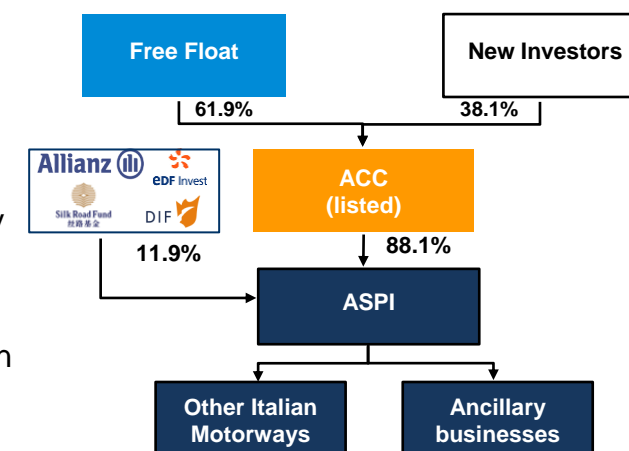 Free Float
New Investors
61.9%
38.1%
Allianz
eDF Invest
Silk Road Fund
丝路基金
DIF
ACC
(listed)
y
11.9%
88.1%
ASPI
n
Other Italian
Motorways
Ancillary
businesses